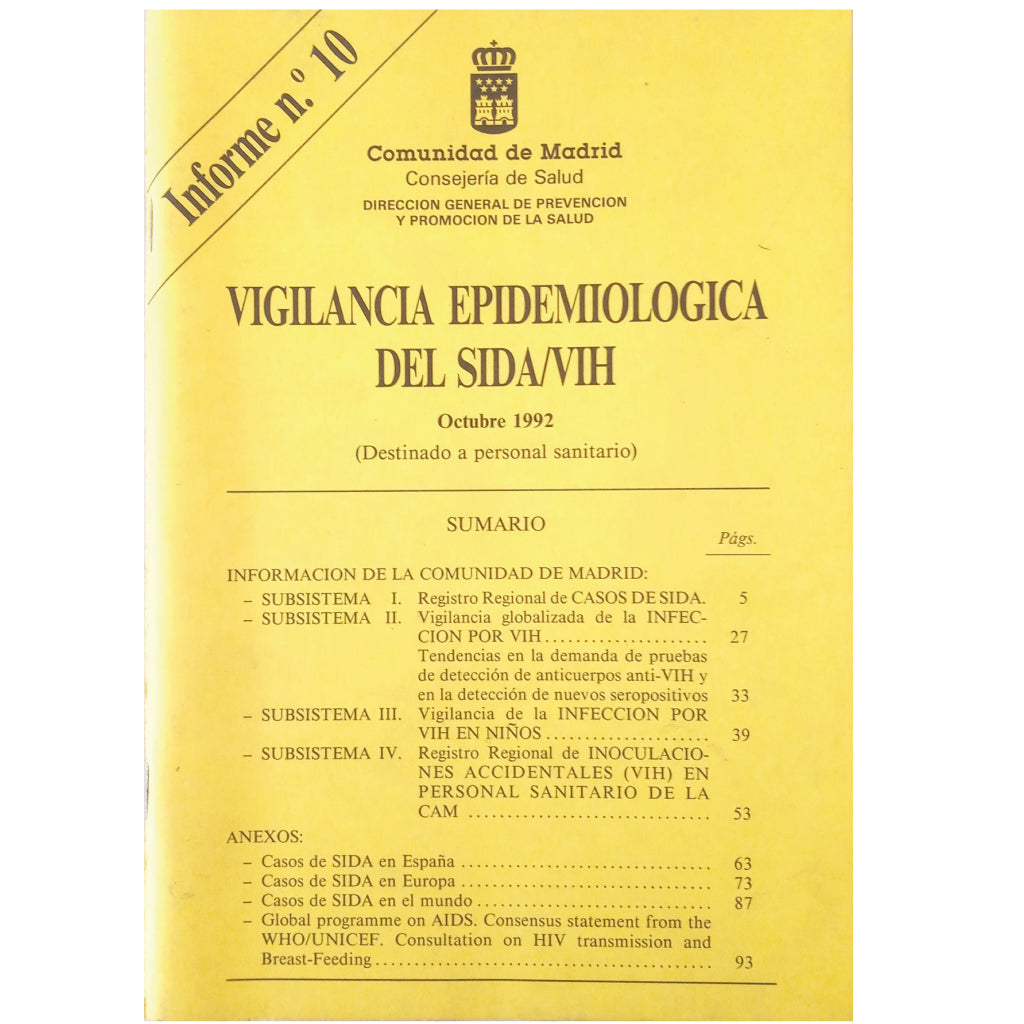 Informe n.º 10
Comunidad de Madrid
Consejería de Salud
DIRECCION GENERAL DE PREVENCION
Y PROMOCION DE LA SALUD
VIGILANCIA EPIDEMIOLOGICA
DEL SIDA/VIH
Octubre 1992
(Destinado a personal sanitario)
SUMARIO
Págs.
INFORMACION DE LA COMUNIDAD DE MADRID:
– SUBSISTEMA I. Registro Regional de CASOS DE SIDA. 5
– SUBSISTEMA II. Vigilancia globalizada de la INFEC-
CION POR VIH ..................... 27
Tendencias en la demanda de pruebas
de detección de anticuerpos anti-VIH y
en la detección de nuevos seropositivos 33
– SUBSISTEMA III. Vigilancia de la INFECCION POR
VIH EN NIÑOS ..................... 39
– SUBSISTEMA IV. Registro Regional de INOCULACIO-
NES ACCIDENTALES (VIH) EN
PERSONAL SANITARIO DE LA
CAM ............................... 53
ANEXOS:
– Casos de SIDA en España ................................ 63
– Casos de SIDA en Europa ................................ 73
– Casos de SIDA en el mundo .............................. 87
– Global programme on AIDS. Consensus statement from the
WHO/UNICEF. Consultation on HIV transmission and
Breast-Feeding ........................................... 93